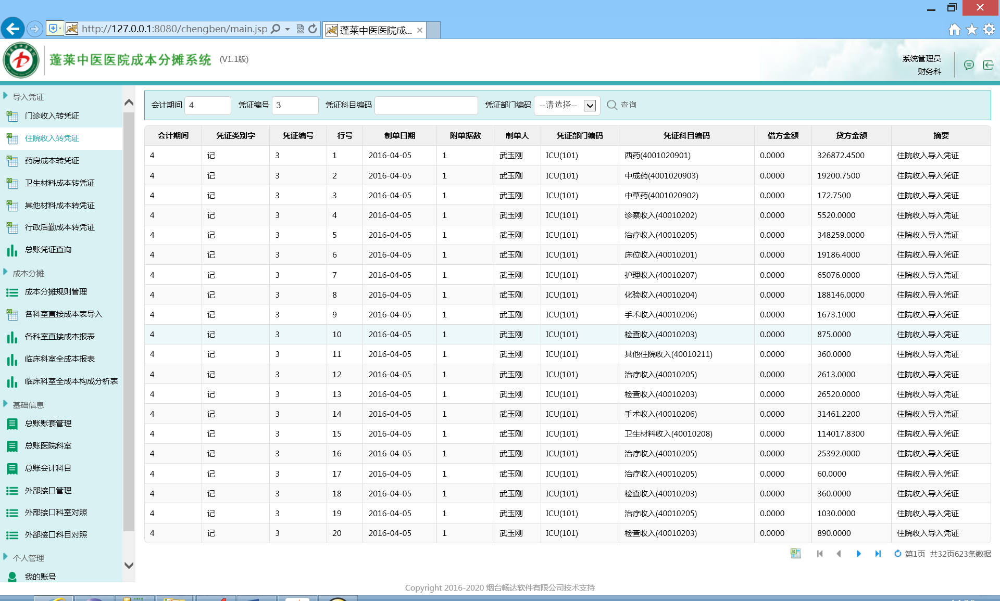 http://127.0.0.1:8080/chengben/main.jsp
蓬莱中医医院成...
蓬莱中医医院成本分摊系统 (V1.1版)
系统管理员
财务科
导入凭证
门诊收入转凭证
住院收入转凭证
药房成本转凭证
卫生材料成本转凭证
其他材料成本转凭证
行政后勤成本转凭证
总账凭证查询
成本分摊
成本分摊规则管理
各科室直接成本表导入
各科室直接成本报表
临床科室全成本报表
临床科室全成本构成分析表
基础信息
总账账套管理
总账医院科室
总账会计科目
外部接口管理
外部接口科室对照
外部接口科目对照
个人管理
我的账号
会计期间 4 凭证编号 3 凭证科目编码 凭证部门编码 --请选择-- 查询
会计期间 凭证类别字 凭证编号 行号 制单日期 附单据数 制单人 凭证部门编码 凭证科目编码 借方金额 贷方金额 摘要
4 记 3 1 2016-04-05 1 武玉刚 ICU(101) 西药(4001020901) 0.0000 326872.4500 住院收入导入凭证
4 记 3 2 2016-04-05 1 武玉刚 ICU(101) 中成药(4001020903) 0.0000 19200.7500 住院收入导入凭证
4 记 3 3 2016-04-05 1 武玉刚 ICU(101) 中草药(4001020902) 0.0000 172.7500 住院收入导入凭证
4 记 3 4 2016-04-05 1 武玉刚 ICU(101) 诊察收入(40010202) 0.0000 5520.0000 住院收入导入凭证
4 记 3 5 2016-04-05 1 武玉刚 ICU(101) 治疗收入(40010205) 0.0000 348259.0000 住院收入导入凭证
4 记 3 6 2016-04-05 1 武玉刚 ICU(101) 床位收入(40010201) 0.0000 19186.4000 住院收入导入凭证
4 记 3 7 2016-04-05 1 武玉刚 ICU(101) 护理收入(40010207) 0.0000 65076.0000 住院收入导入凭证
4 记 3 8 2016-04-05 1 武玉刚 ICU(101) 化验收入(40010204) 0.0000 188146.0000 住院收入导入凭证
4 记 3 9 2016-04-05 1 武玉刚 ICU(101) 手术收入(40010206) 0.0000 1673.1000 住院收入导入凭证
4 记 3 10 2016-04-05 1 武玉刚 ICU(101) 检查收入(40010203) 0.0000 875.0000 住院收入导入凭证
4 记 3 11 2016-04-05 1 武玉刚 ICU(101) 其他住院收入(40010211) 0.0000 360.0000 住院收入导入凭证
4 记 3 12 2016-04-05 1 武玉刚 ICU(101) 治疗收入(40010205) 0.0000 2613.0000 住院收入导入凭证
4 记 3 13 2016-04-05 1 武玉刚 ICU(101) 检查收入(40010203) 0.0000 26520.0000 住院收入导入凭证
4 记 3 14 2016-04-05 1 武玉刚 ICU(101) 手术收入(40010206) 0.0000 31461.2200 住院收入导入凭证
4 记 3 15 2016-04-05 1 武玉刚 ICU(101) 卫生材料收入(40010208) 0.0000 114017.8300 住院收入导入凭证
4 记 3 16 2016-04-05 1 武玉刚 ICU(101) 治疗收入(40010205) 0.0000 25392.0000 住院收入导入凭证
4 记 3 17 2016-04-05 1 武玉刚 ICU(101) 治疗收入(40010205) 0.0000 60.0000 住院收入导入凭证
4 记 3 18 2016-04-05 1 武玉刚 ICU(101) 检查收入(40010203) 0.0000 360.0000 住院收入导入凭证
4 记 3 19 2016-04-05 1 武玉刚 ICU(101) 治疗收入(40010205) 0.0000 1030.0000 住院收入导入凭证
4 记 3 20 2016-04-05 1 武玉刚 ICU(101) 检查收入(40010203) 0.0000 890.0000 住院收入导入凭证
第1页 共32页623条数据
Copyright 2016-2020 烟台畅达软件有限公司技术支持